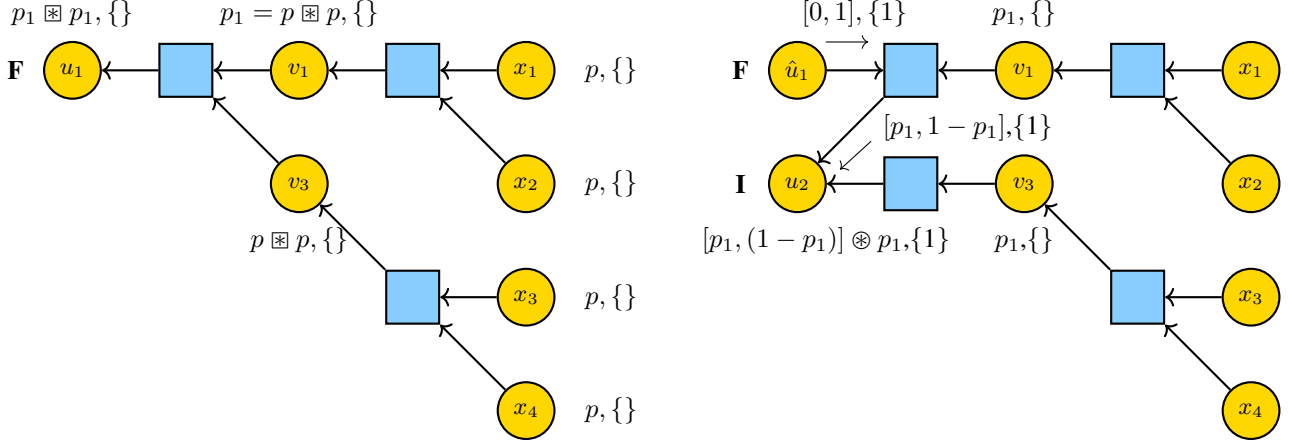 p₁ ⊞ p₁, {}
p₁ = p ⊞ p, {}
F
u₁
v₁
x₁
p, {}
v₃
x₂
p, {}
p ⊞ p, {}
x₃
p, {}
x₄
p, {}
[0, 1], {1}
p₁, {}
F
û₁
v₁
x₁
[p₁, 1 − p₁],{1}
I
u₂
v₃
x₂
[p₁, (1 − p₁)] ⊛ p₁,{1}
p₁,{}
x₃
x₄